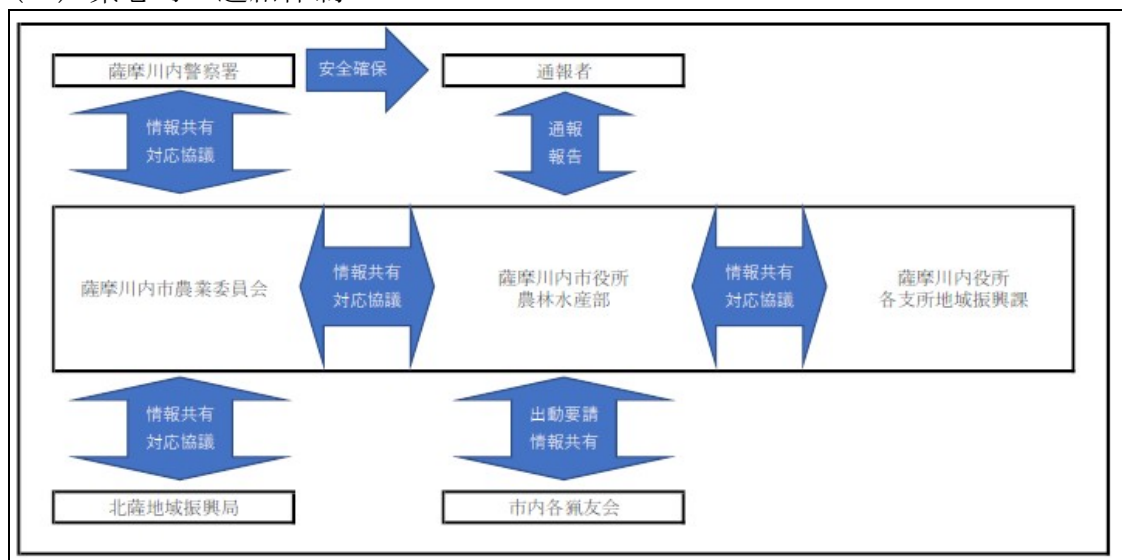 薩摩川内警察署
安全確保
通報者
情報共有
対応協議
通報
報告
薩摩川内市農業委員会
情報共有
対応協議
薩摩川内市役所
農林水産部
情報共有
対応協議
薩摩川内役所
各支所地域振興課
情報共有
対応協議
出動要請
情報共有
北薩地域振興局
市内各猟友会